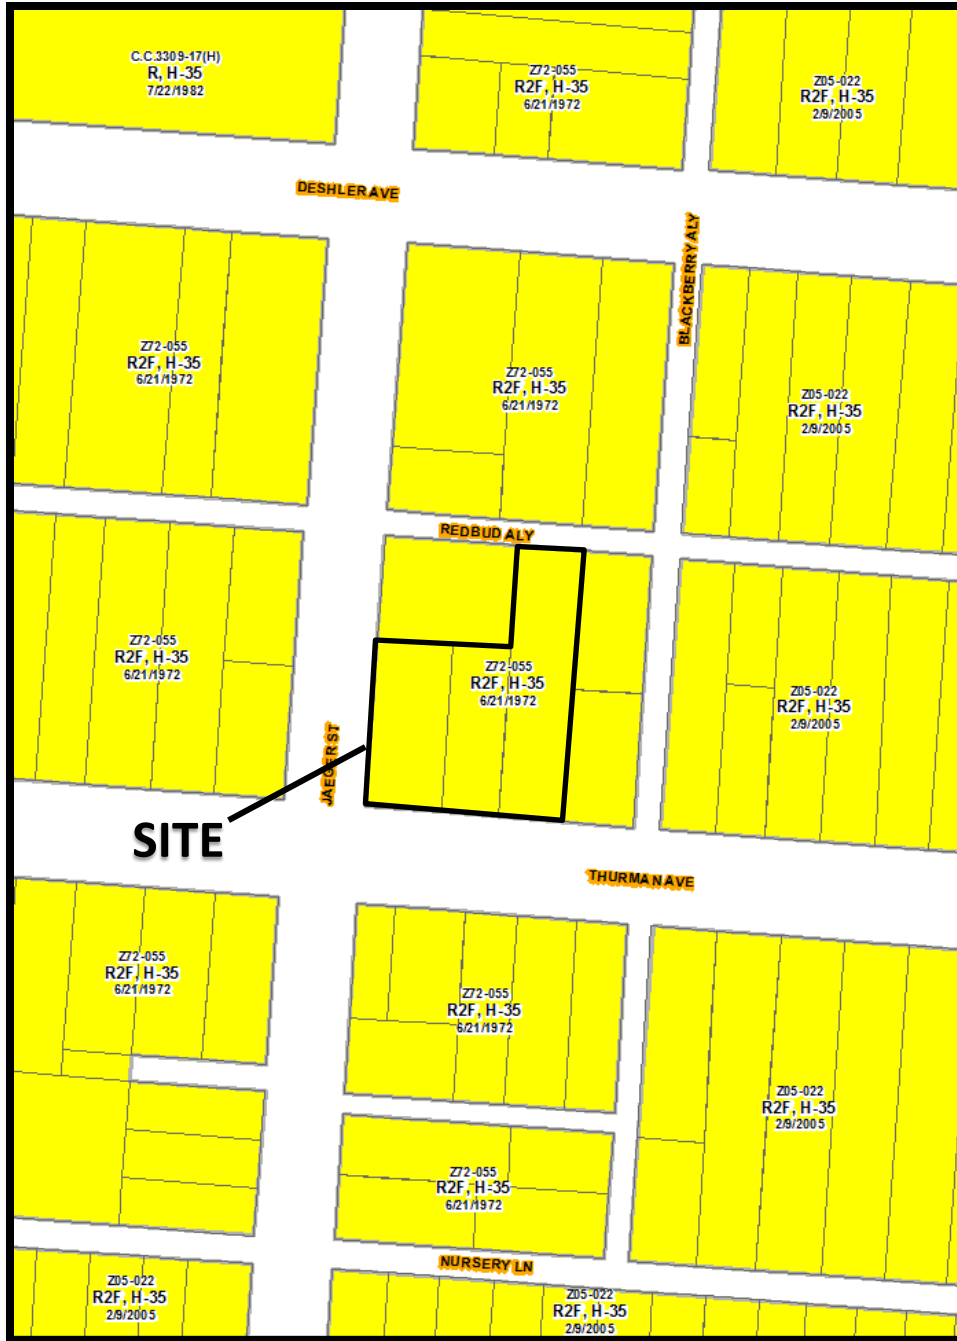 C.C.3309-17(H)
R, H-35
7/22/1982
Z72-055
R2F, H-35
6/21/1972
Z05-022
R2F, H-35
2/9/2005
DESHLER AVE
BLACKBERRY ALY
Z72-055
R2F, H-35
6/21/1972
Z72-055
R2F, H-35
6/21/1972
Z05-022
R2F, H-35
2/9/2005
REDBUD ALY
Z72-055
R2F, H-35
6/21/1972
Z72-055
R2F, H-35
6/21/1972
Z05-022
R2F, H-35
2/9/2005
JAEGER ST
SITE
THURMAN AVE
Z72-055
R2F, H-35
6/21/1972
Z72-055
R2F, H-35
6/21/1972
Z05-022
R2F, H-35
2/9/2005
Z72-055
R2F, H-35
6/21/1972
NURSERY LN
Z05-022
R2F, H-35
2/9/2005
Z05-022
R2F, H-35
2/9/2005